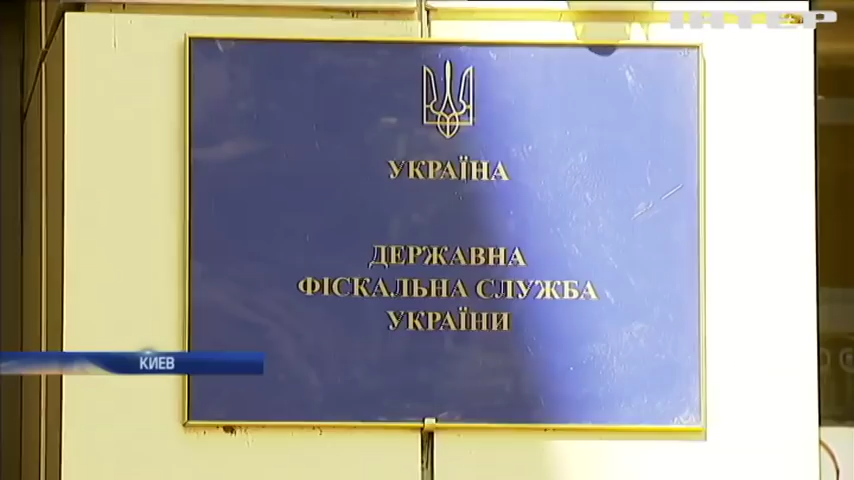 ІНТЕР
УКРАЇНА
ДЕРЖАВНА
ФІСКАЛЬНА СЛУЖБА
УКРАЇНИ
КИЕВ